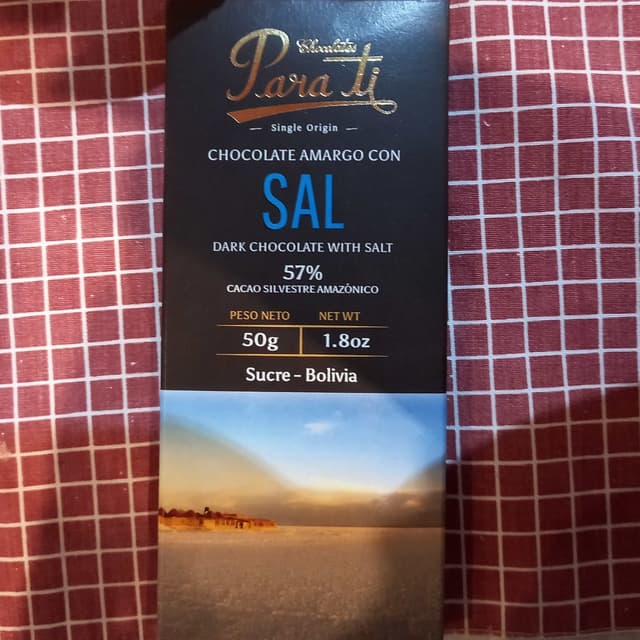 Chocolates
Para ti
Single Origin
CHOCOLATE AMARGO CON
SAL
DARK CHOCOLATE WITH SALT
57%
CACAO SILVESTRE AMAZÓNICO
PESO NETO NET WT
50g 1.8oz
Sucre - Bolivia